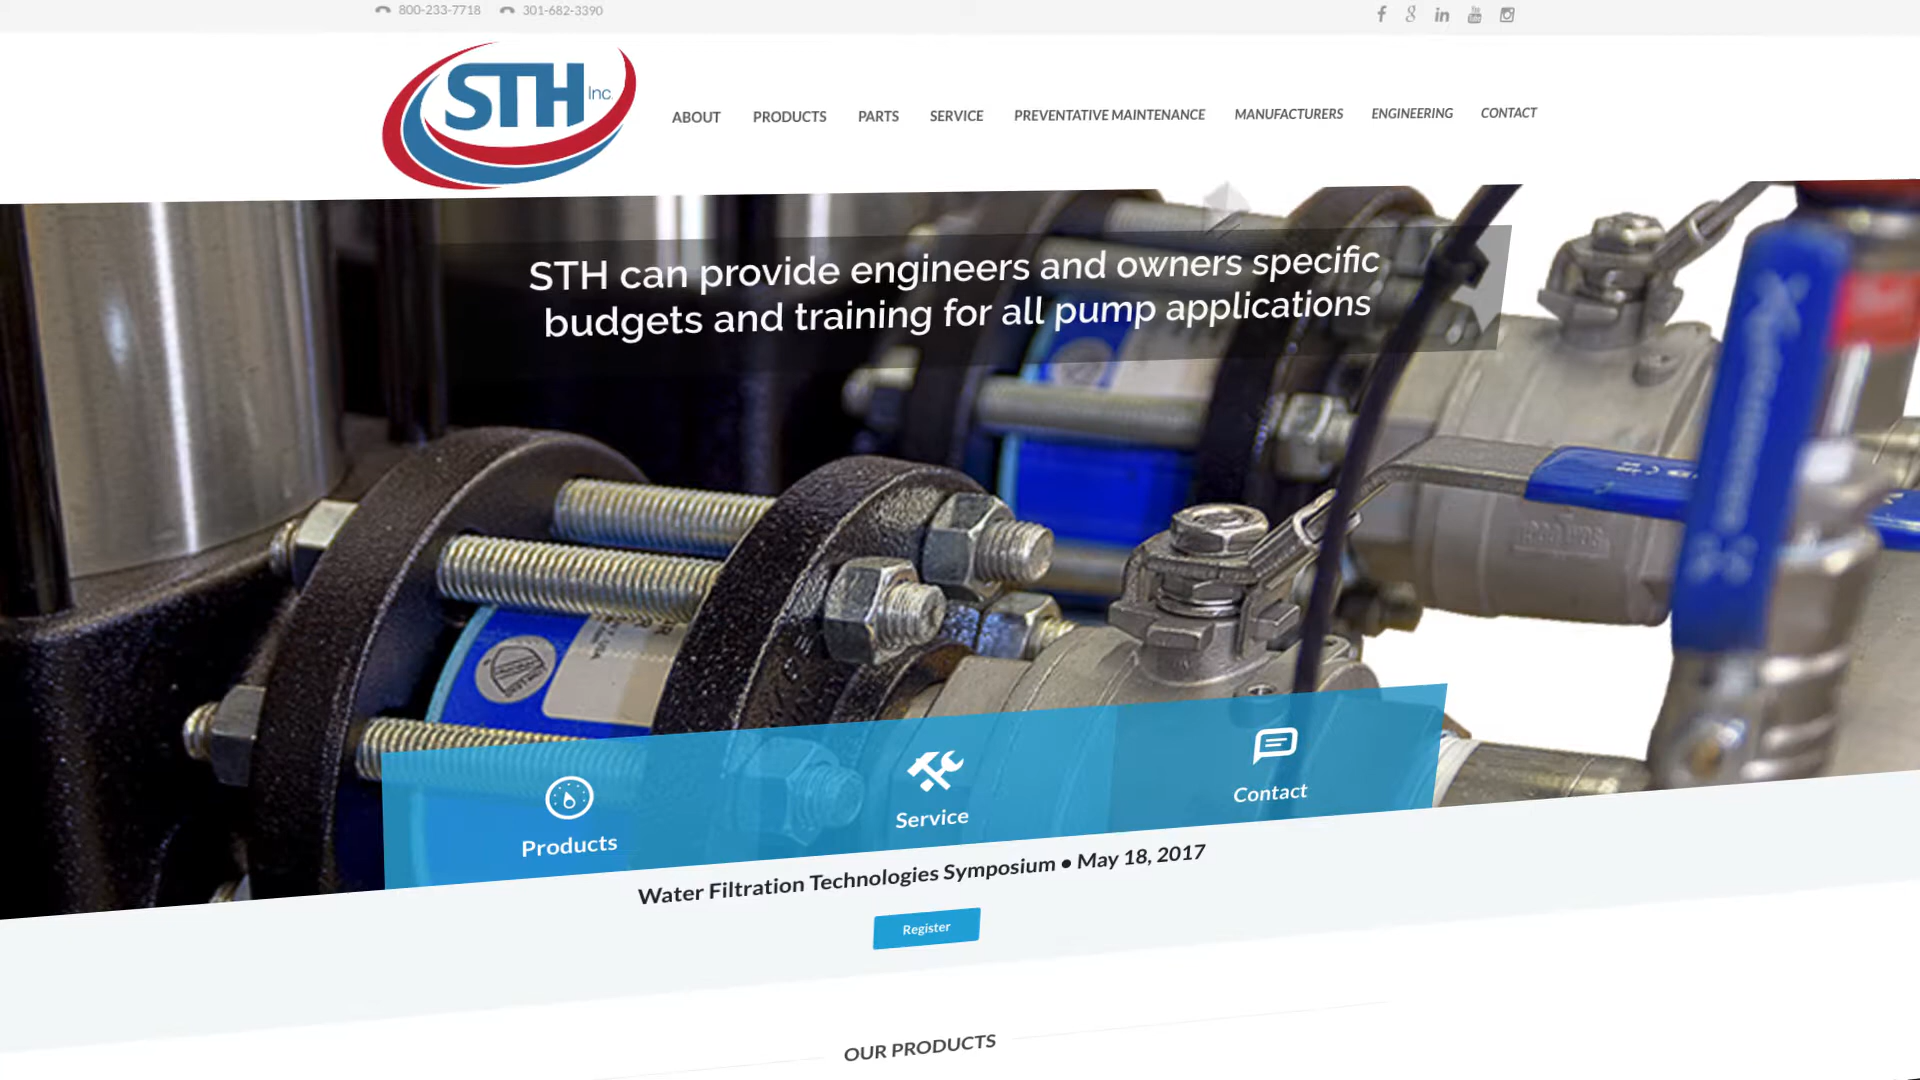 800-233-7718 301-682-3390
STH Inc.
ABOUT PRODUCTS PARTS SERVICE PREVENTATIVE MAINTENANCE MANUFACTURERS ENGINEERING CONTACT
STH can provide engineers and owners specific
budgets and training for all pump applications
Products Service Contact
Water Filtration Technologies Symposium • May 18, 2017
Register
OUR PRODUCTS